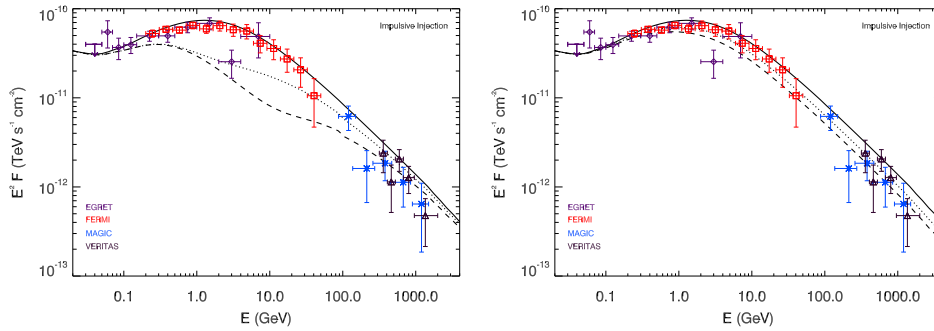 Impulsive Injection
10⁻¹⁰
10⁻¹¹
10⁻¹²
10⁻¹³
E² F (TeV s⁻¹ cm⁻²)
EGRET
FERMI
MAGIC
VERITAS
0.1 1.0 10.0 100.0 1000.0
E (GeV)
Impulsive Injection
10⁻¹⁰
10⁻¹¹
10⁻¹²
10⁻¹³
E² F (TeV s⁻¹ cm⁻²)
EGRET
FERMI
MAGIC
VERITAS
0.1 1.0 10.0 100.0 1000.0
E (GeV)